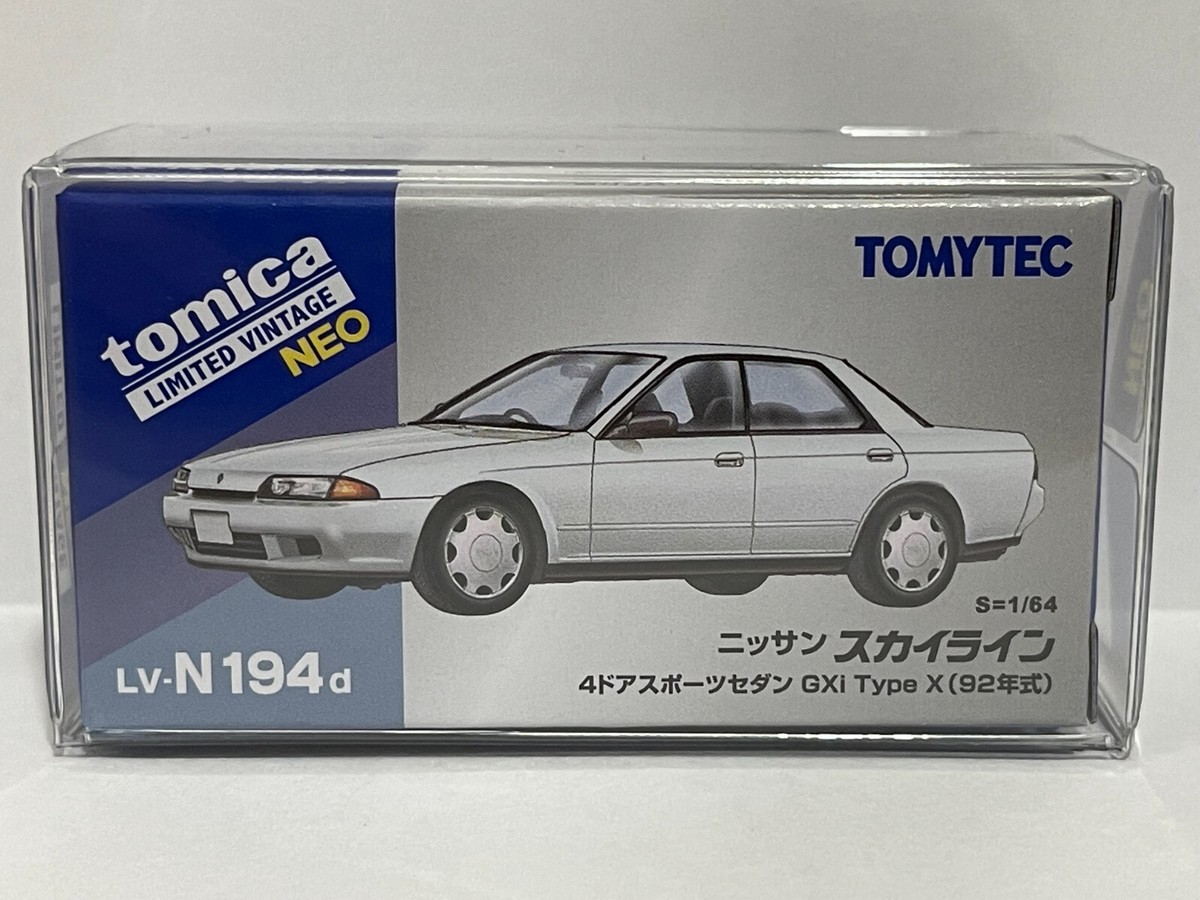 tomica
LIMITED VINTAGE
NEO
TOMYTEC
S=1/64
ニッサン スカイライン
4ドアスポーツセダン GXi Type X(92年式)
LV-N194d